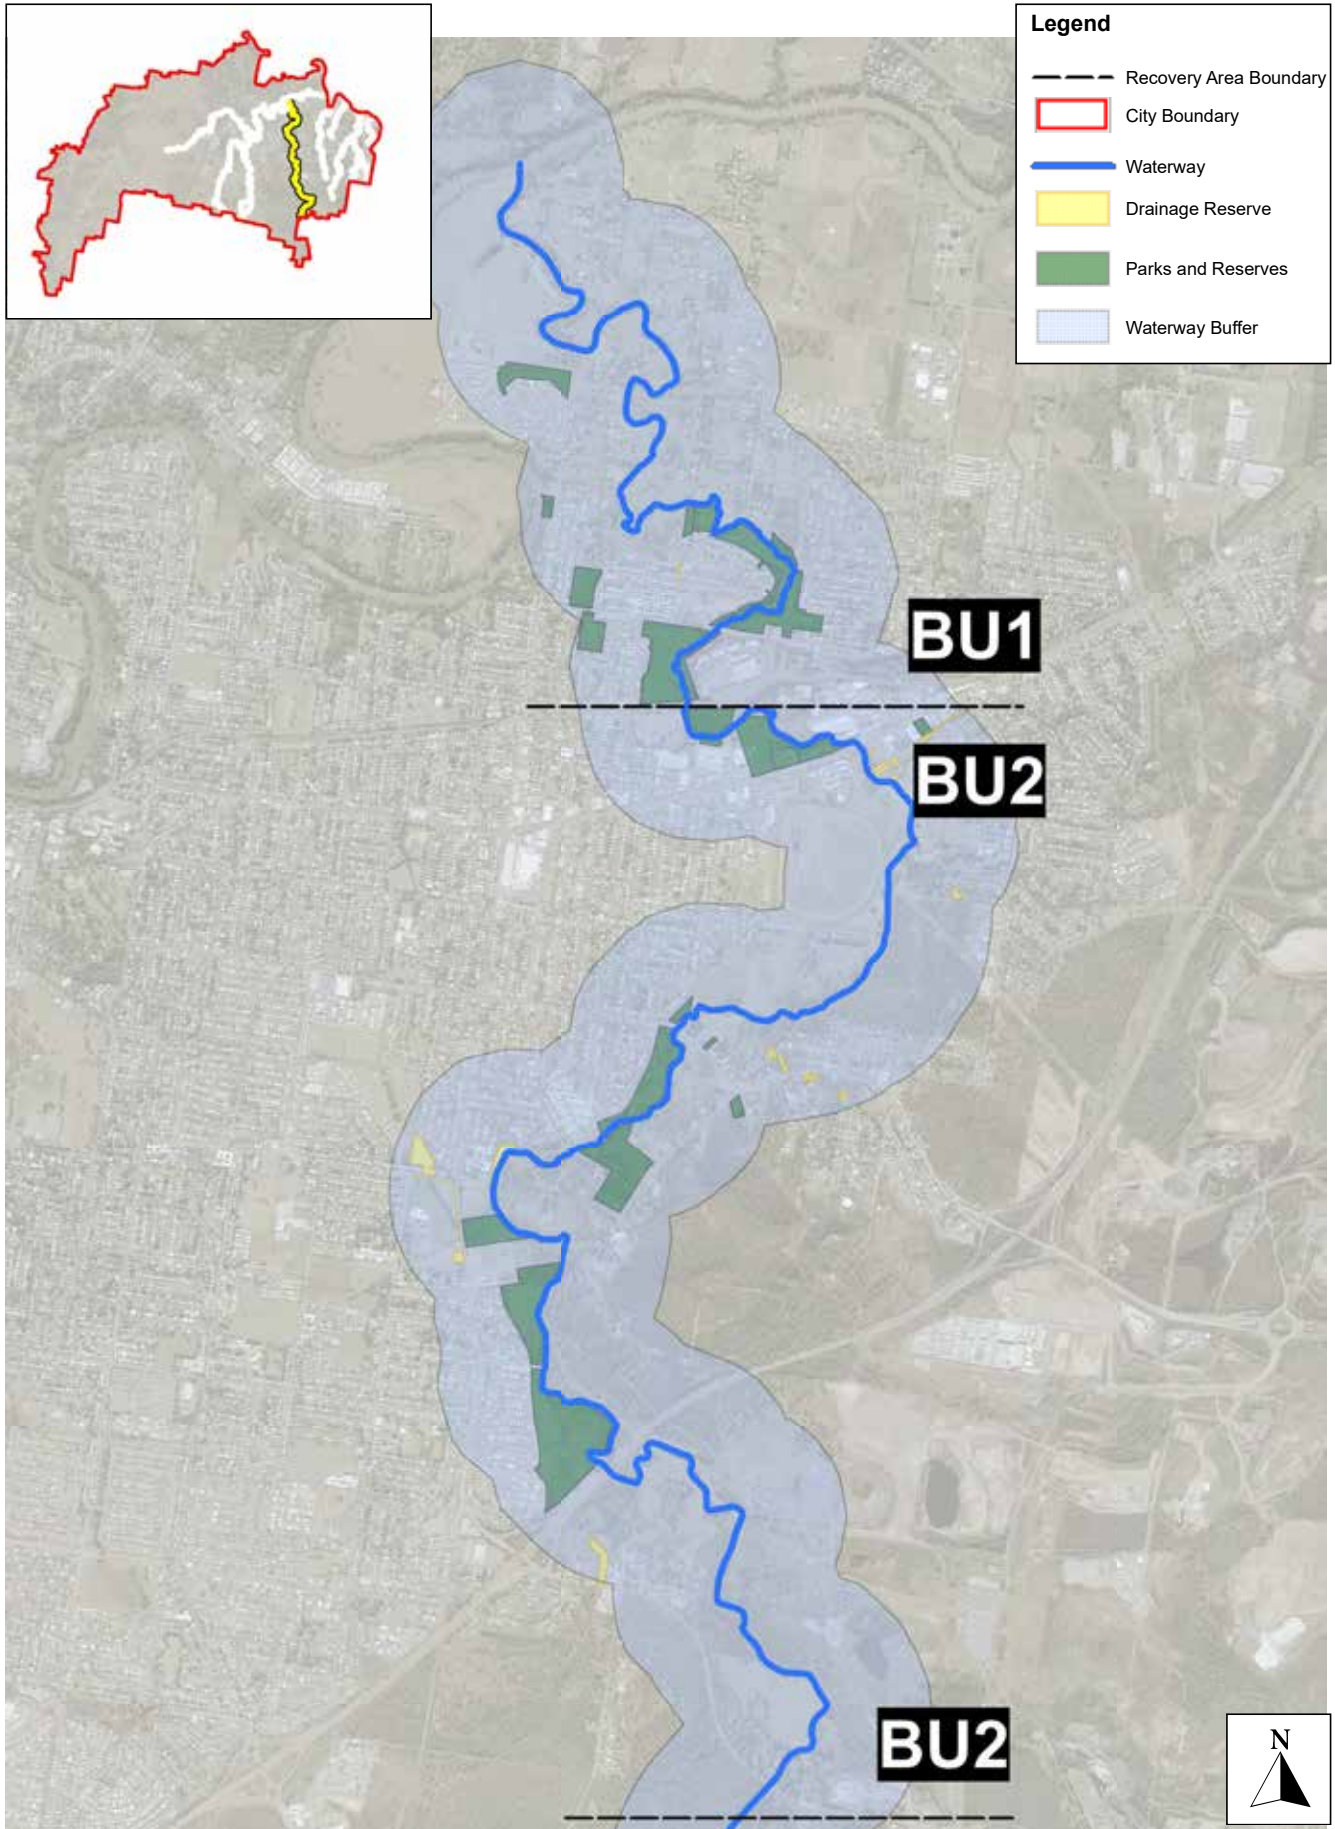 Legend
Recovery Area Boundary
City Boundary
Waterway
Drainage Reserve
Parks and Reserves
Waterway Buffer
BU1
BU2
BU2
N